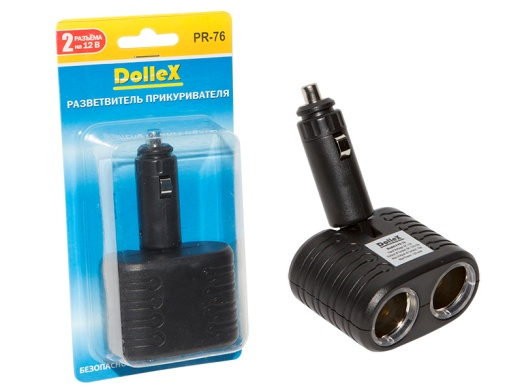 2 РАЗЪЁМА
на 12 В
PR-76
DolleX
РАЗВЕТВИТЕЛЬ ПРИКУРИВАТЕЛЯ
DolleX